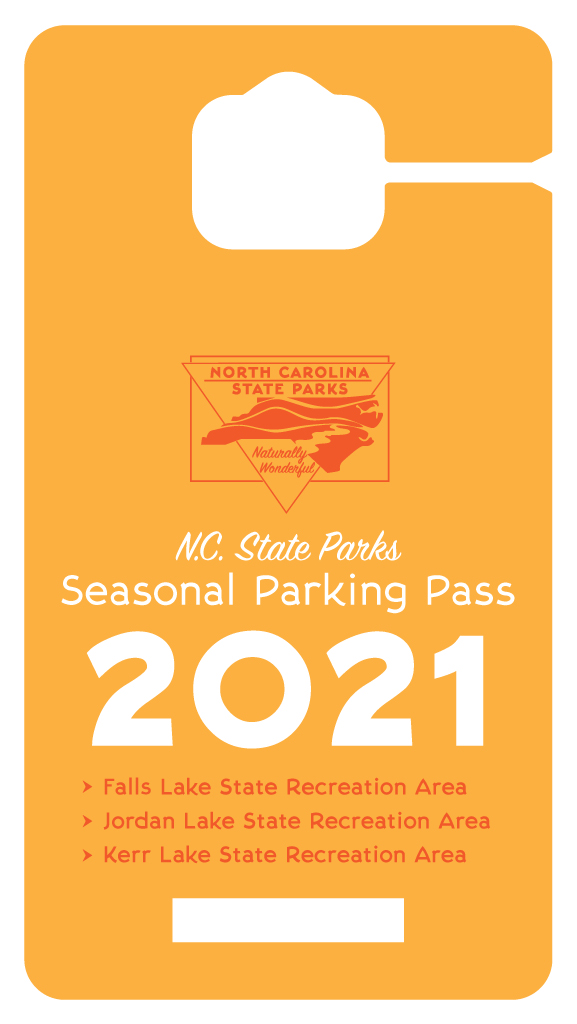 NORTH CAROLINA
STATE PARKS
Naturally
Wonderful
N.C. State Parks
Seasonal Parking Pass
2021
➤ Falls Lake State Recreation Area
➤ Jordan Lake State Recreation Area
➤ Kerr Lake State Recreation Area